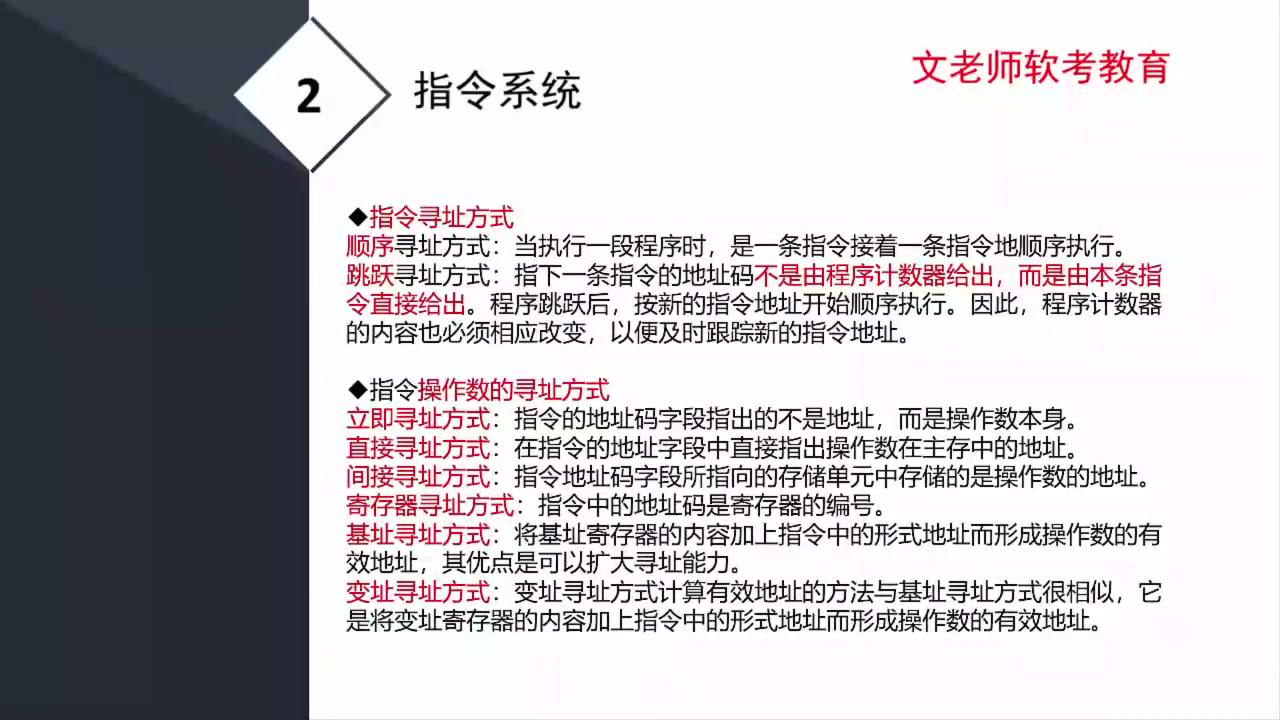 2
指令系统
文老师软考教育
◆指令寻址方式
顺序寻址方式：当执行一段程序时，是一条指令接着一条指令地顺序执行。
跳跃寻址方式：指下一条指令的地址码不是由程序计数器给出，而是由本条指
令直接给出。程序跳跃后，按新的指令地址开始顺序执行。因此，程序计数器
的内容也必须相应改变，以便及时跟踪新的指令地址。
◆指令操作数的寻址方式
立即寻址方式：指令的地址码字段指出的不是地址，而是操作数本身。
直接寻址方式：在指令的地址字段中直接指出操作数在主存中的地址。
间接寻址方式：指令地址码字段所指向的存储单元中存储的是操作数的地址。
寄存器寻址方式：指令中的地址码是寄存器的编号。
基址寻址方式：将基址寄存器的内容加上指令中的形式地址而形成操作数的有
效地址，其优点是可以扩大寻址能力。
变址寻址方式：变址寻址方式计算有效地址的方法与基址寻址方式很相似，它
是将变址寄存器的内容加上指令中的形式地址而形成操作数的有效地址。